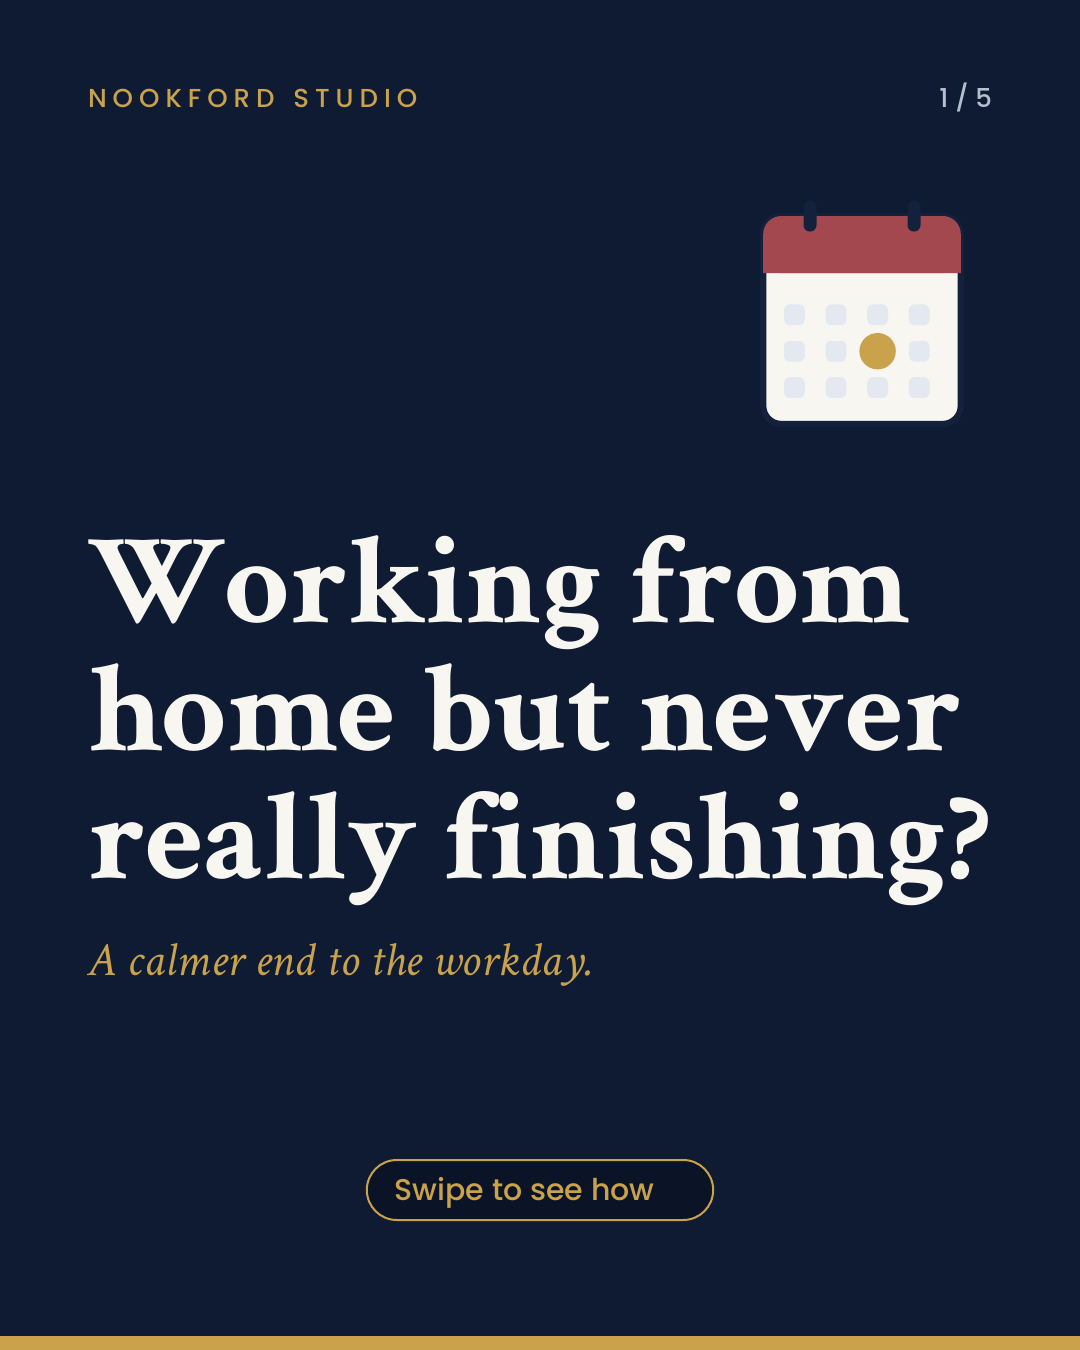 NOOKFORD STUDIO
1 / 5
Working from
home but never
really finishing?
A calmer end to the workday.
Swipe to see how